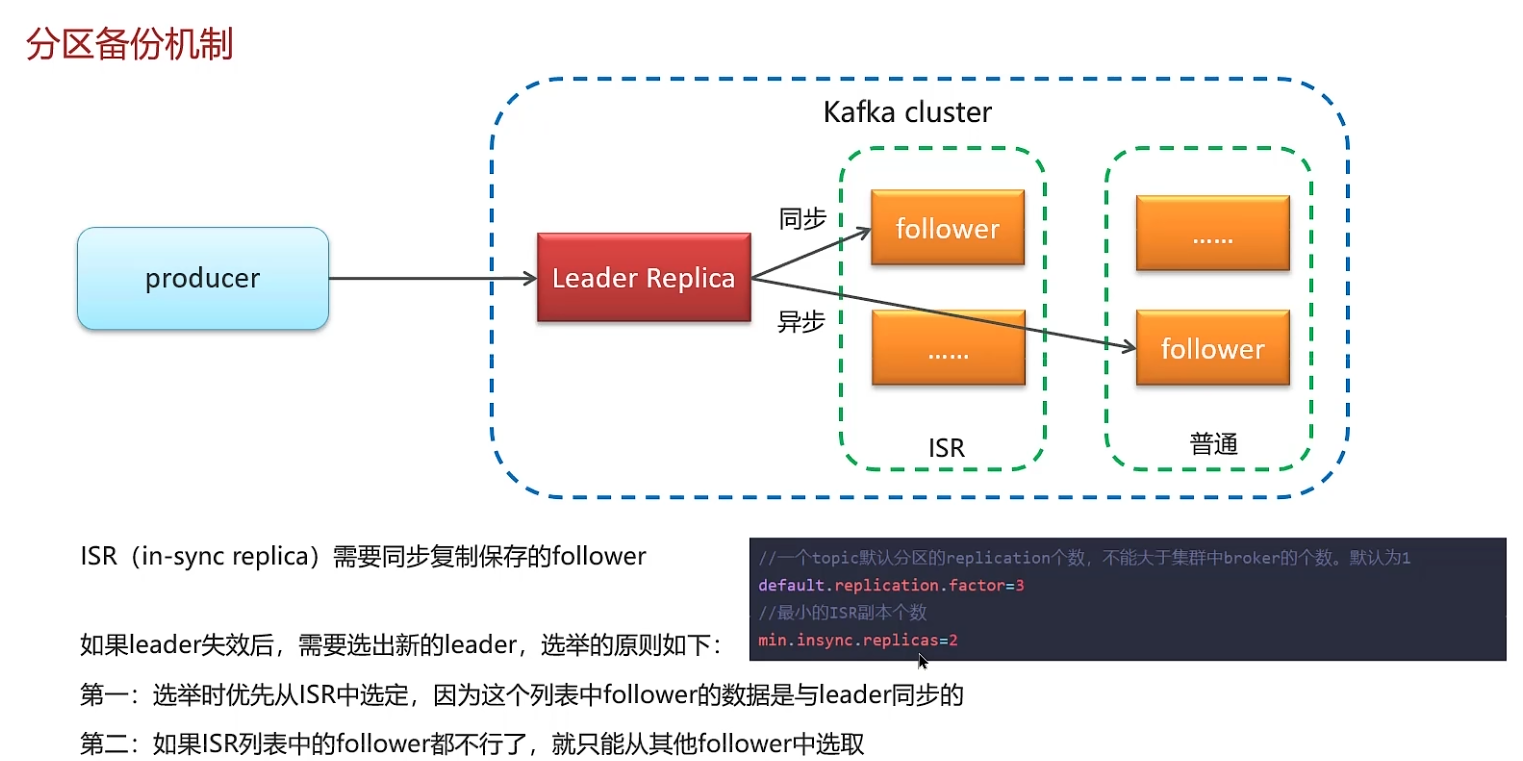 分区备份机制
Kafka cluster
producer
Leader Replica
同步
异步
follower
……
ISR
……
follower
普通
ISR（in-sync replica）需要同步复制保存的follower
//一个topic默认分区的replication个数，不能大于集群中broker的个数。默认为1
default.replication.factor=3
//最小的ISR副本个数
min.insync.replicas=2
如果leader失效后，需要选出新的leader，选举的原则如下：
第一：选举时优先从ISR中选定，因为这个列表中follower的数据是与leader同步的
第二：如果ISR列表中的follower都不行了，就只能从其他follower中选取